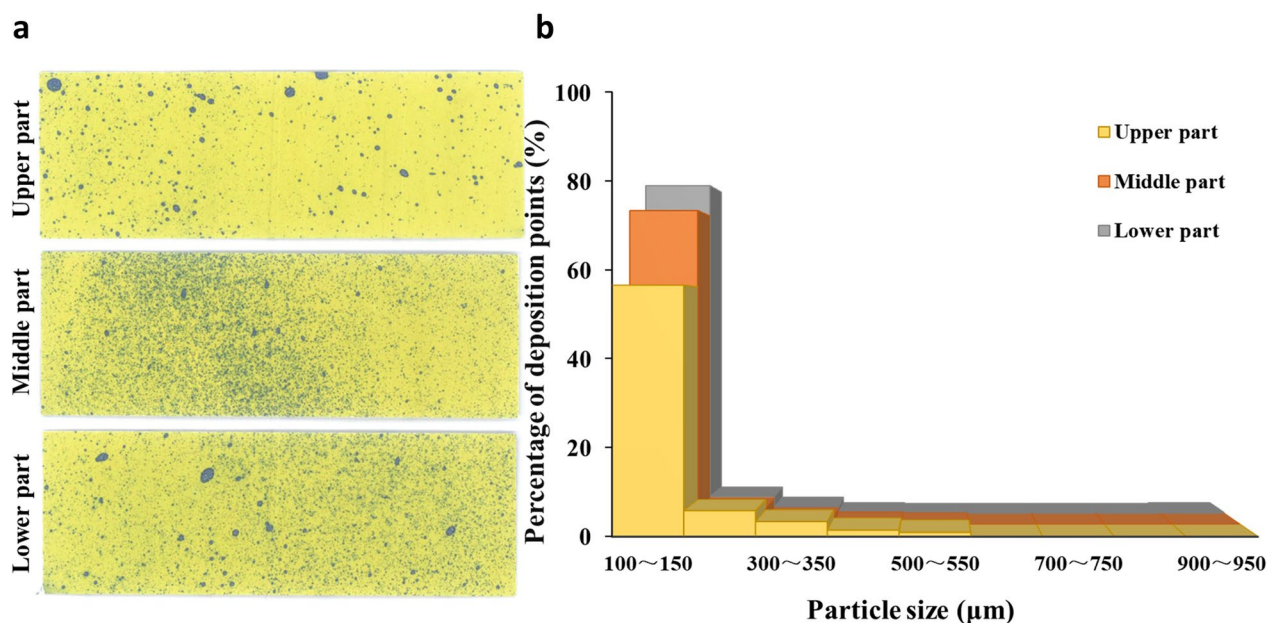 a
b
Upper part
Middle part
Lower part
Percentage of deposition points (%)
100
80
60
40
20
0
Upper part
Middle part
Lower part
100～150
300～350
500～550
700～750
900～950
Particle size (μm)